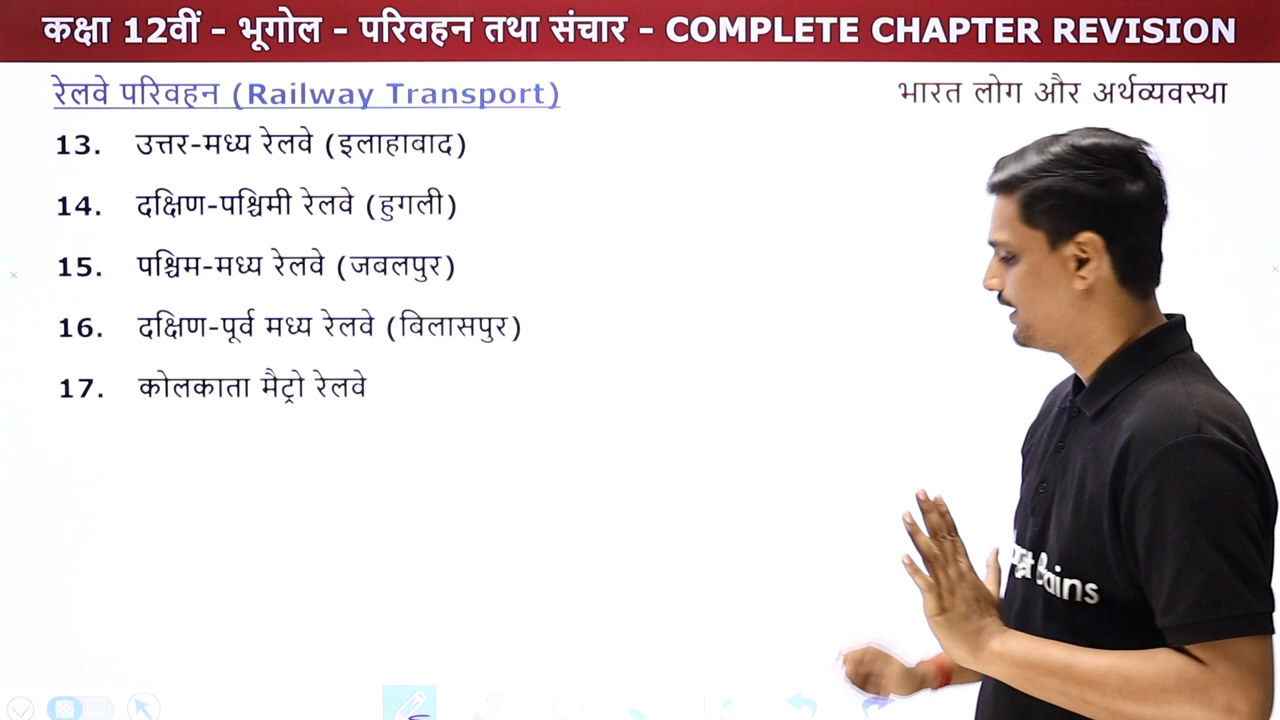 कक्षा 12वीं - भूगोल - परिवहन तथा संचार - COMPLETE CHAPTER REVISION
रेलवे परिवहन (Railway Transport)
भारत लोग और अर्थव्यवस्था
13. उत्तर-मध्य रेलवे (इलाहाबाद)
14. दक्षिण-पश्चिमी रेलवे (हुगली)
15. पश्चिम-मध्य रेलवे (जबलपुर)
16. दक्षिण-पूर्व मध्य रेलवे (बिलासपुर)
17. कोलकाता मैट्रो रेलवे